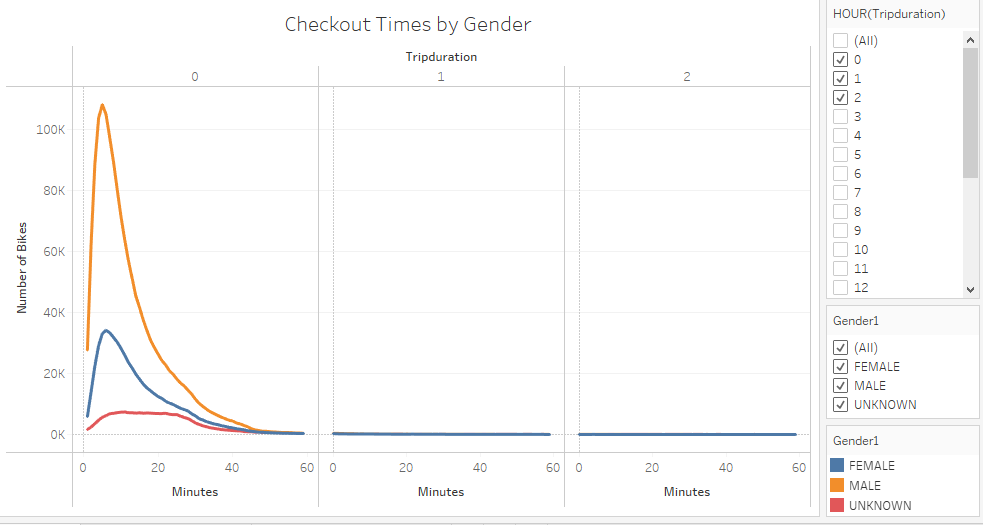 Checkout Times by Gender
Tripduration
0 1 2
100K
80K
60K
40K
20K
0K
Number of Bikes
0 20 40 60 0 20 40 60 0 20 40 60
Minutes Minutes Minutes
HOUR(Tripduration)
(All)
0
1
2
3
4
5
6
7
8
9
10
11
12
Gender1
(All)
FEMALE
MALE
UNKNOWN
Gender1
FEMALE
MALE
UNKNOWN